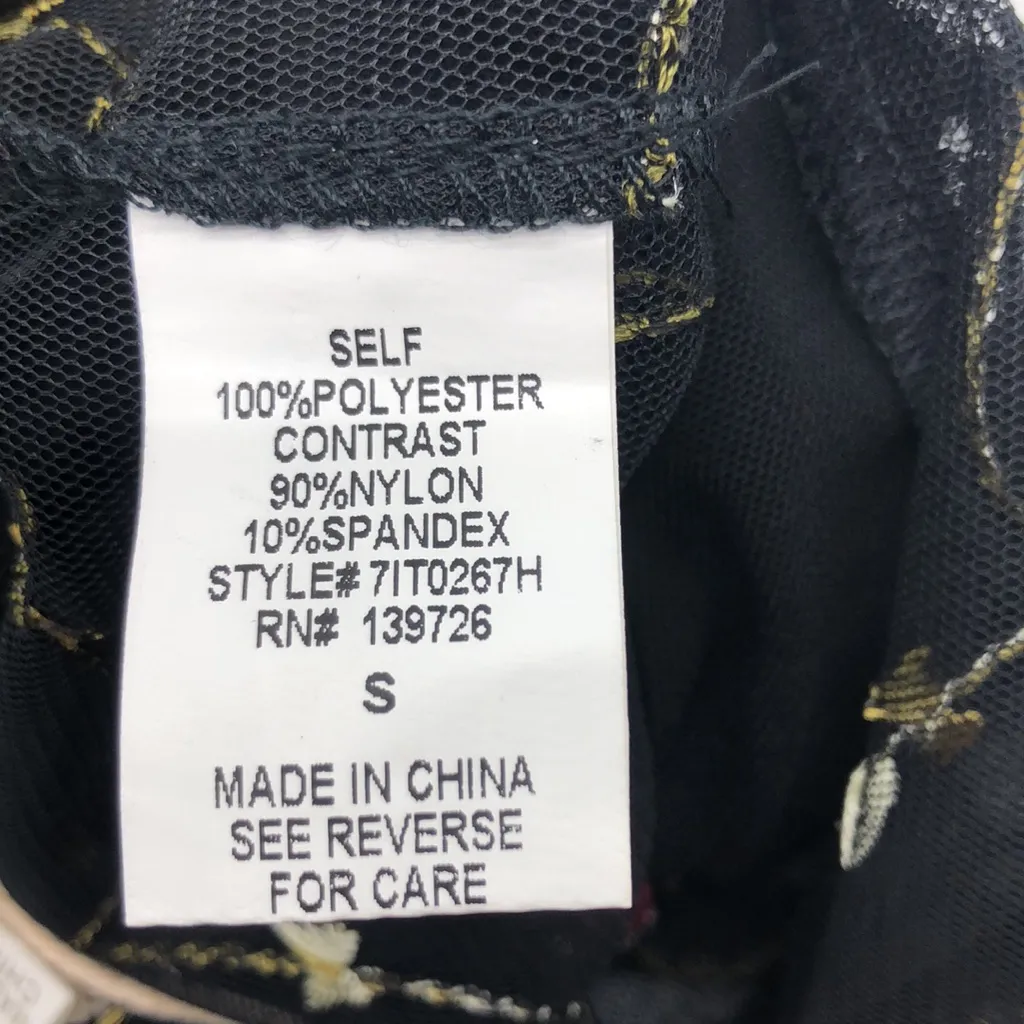 SELF
100%POLYESTER
CONTRAST
90%NYLON
10%SPANDEX
STYLE# 7IT0267H
RN# 139726
S
MADE IN CHINA
SEE REVERSE
FOR CARE